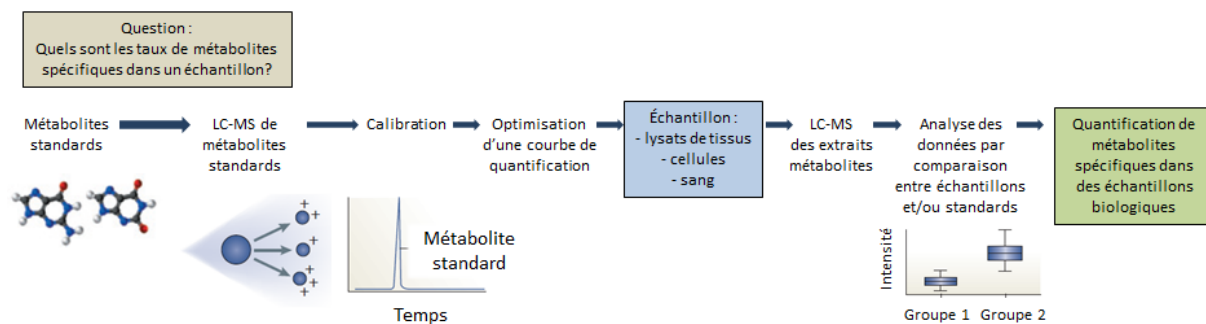 Question :
Quels sont les taux de métabolites
spécifiques dans un échantillon?
Métabolites
standards
LC-MS de
métabolites
standards
Calibration
Optimisation
d'une courbe de
quantification
Échantillon :
- lysats de tissus
- cellules
- sang
LC-MS
des extraits
métabolites
Analyse des
données par
comparaison
entre échantillons
et/ou standards
Quantification de
métabolites
spécifiques dans
des échantillons
biologiques
+
+
+
+
+
+
Métabolite
standard
Temps
Intensité
Groupe 1 Groupe 2